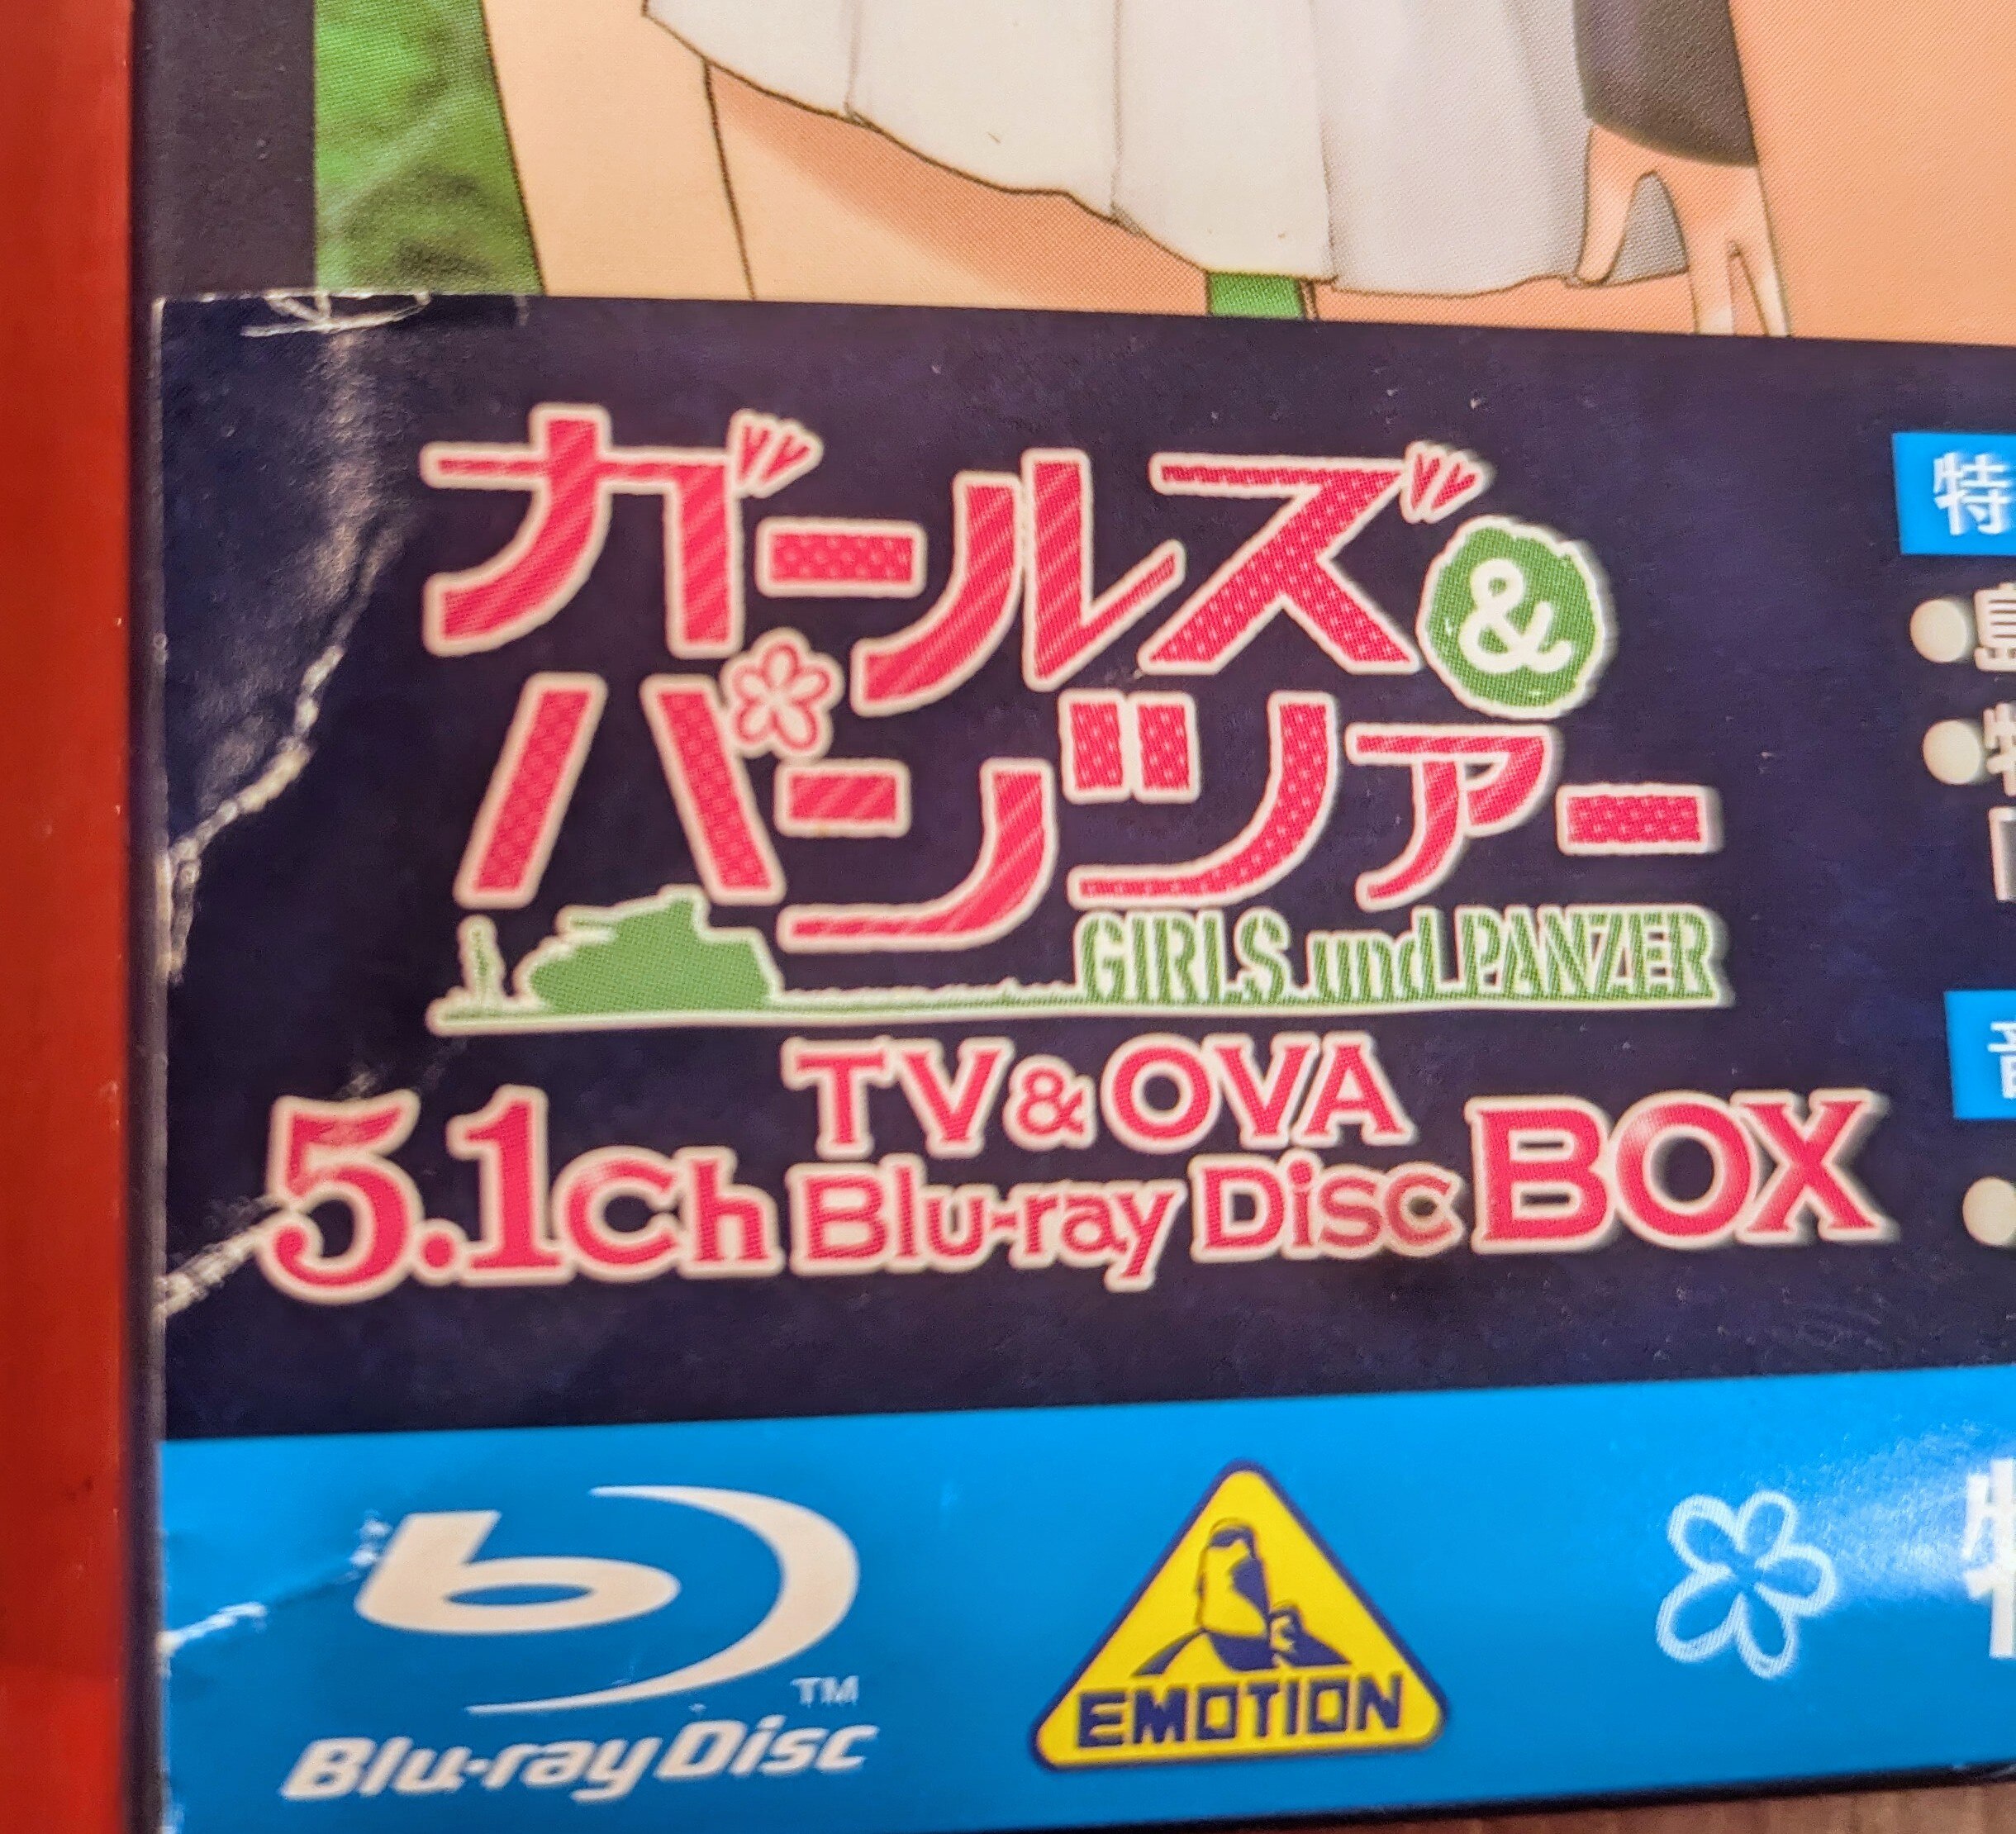 ガールズ&
パンツァー
GIRLS und PANZER
TV & OVA
5.1ch Blu-ray Disc BOX
特
Blu-ray Disc
TM
EMOTION